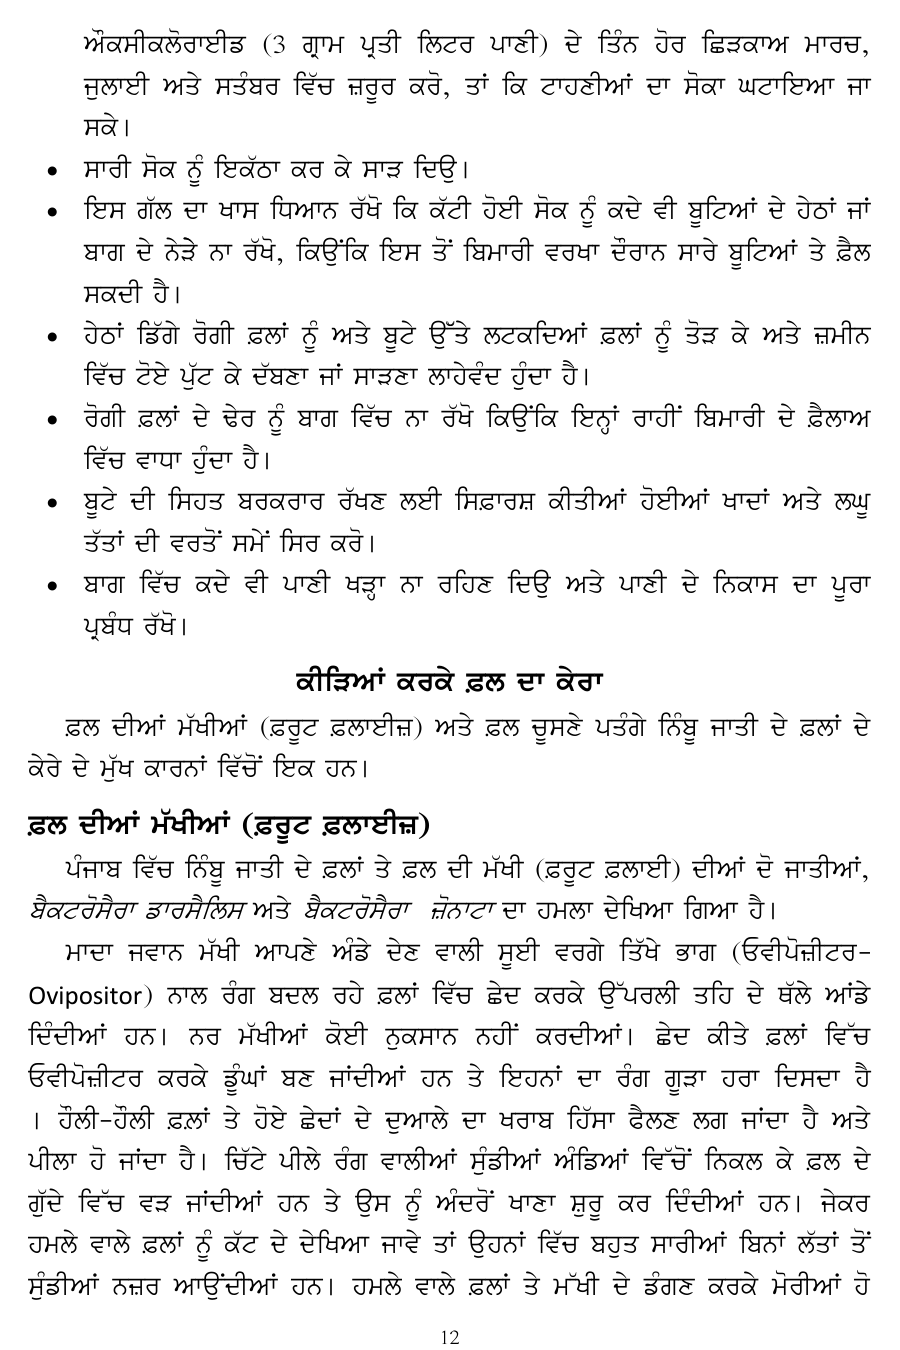 ਔਕਸੀਕਲੋਰਾਈਡ (3 ਗ੍ਰਾਮ ਪ੍ਰਤੀ ਲਿਟਰ ਪਾਣੀ) ਦੇ ਤਿੰਨ ਹੋਰ ਛਿੜਕਾਅ ਮਾਰਚ,
ਜੁਲਾਈ ਅਤੇ ਸਤੰਬਰ ਵਿੱਚ ਜ਼ਰੂਰ ਕਰੋ, ਤਾਂ ਕਿ ਟਾਹਣੀਆਂ ਦਾ ਸੋਕਾ ਘਟਾਇਆ ਜਾ
ਸਕੇ।
• ਸਾਰੀ ਸੋਕ ਨੂੰ ਇਕੱਠਾ ਕਰ ਕੇ ਸਾੜ ਦਿਉ।
• ਇਸ ਗੱਲ ਦਾ ਖਾਸ ਧਿਆਨ ਰੱਖੋ ਕਿ ਕੱਟੀ ਹੋਈ ਸੋਕ ਨੂੰ ਕਦੇ ਵੀ ਬੂਟਿਆਂ ਦੇ ਹੇਠਾਂ ਜਾਂ
ਬਾਗ ਦੇ ਨੇੜੇ ਨਾ ਰੱਖੋ, ਕਿਉਂਕਿ ਇਸ ਤੋਂ ਬਿਮਾਰੀ ਵਰਖਾ ਦੌਰਾਨ ਸਾਰੇ ਬੂਟਿਆਂ ਤੇ ਫ਼ੈਲ
ਸਕਦੀ ਹੈ।
• ਹੇਠਾਂ ਡਿੱਗੇ ਰੋਗੀ ਫ਼ਲਾਂ ਨੂੰ ਅਤੇ ਬੂਟੇ ਉੱਤੇ ਲਟਕਦਿਆਂ ਫ਼ਲਾਂ ਨੂੰ ਤੋੜ ਕੇ ਅਤੇ ਜ਼ਮੀਨ
ਵਿੱਚ ਟੋਏ ਪੁੱਟ ਕੇ ਦੱਬਣਾ ਜਾਂ ਸਾੜਣਾ ਲਾਹੇਵੰਦ ਹੁੰਦਾ ਹੈ।
• ਰੋਗੀ ਫ਼ਲਾਂ ਦੇ ਢੇਰ ਨੂੰ ਬਾਗ ਵਿੱਚ ਨਾ ਰੱਖੋ ਕਿਉਂਕਿ ਇਨ੍ਹਾਂ ਰਾਹੀਂ ਬਿਮਾਰੀ ਦੇ ਫ਼ੈਲਾਅ
ਵਿੱਚ ਵਾਧਾ ਹੁੰਦਾ ਹੈ।
• ਬੂਟੇ ਦੀ ਸਿਹਤ ਬਰਕਰਾਰ ਰੱਖਣ ਲਈ ਸਿਫ਼ਾਰਸ਼ ਕੀਤੀਆਂ ਹੋਈਆਂ ਖਾਦਾਂ ਅਤੇ ਲਘੂ
ਤੱਤਾਂ ਦੀ ਵਰਤੋਂ ਸਮੇਂ ਸਿਰ ਕਰੋ।
• ਬਾਗ ਵਿੱਚ ਕਦੇ ਵੀ ਪਾਣੀ ਖੜ੍ਹਾ ਨਾ ਰਹਿਣ ਦਿਉ ਅਤੇ ਪਾਣੀ ਦੇ ਨਿਕਾਸ ਦਾ ਪੂਰਾ
ਪ੍ਰਬੰਧ ਰੱਖੋ।
ਕੀੜਿਆਂ ਕਰਕੇ ਫ਼ਲ ਦਾ ਕੇਰਾ
ਫ਼ਲ ਦੀਆਂ ਮੱਖੀਆਂ (ਫ਼ਰੂਟ ਫ਼ਲਾਈਜ਼) ਅਤੇ ਫ਼ਲ ਚੂਸਣੇ ਪਤੰਗੇ ਨਿੰਬੂ ਜਾਤੀ ਦੇ ਫ਼ਲਾਂ ਦੇ
ਕੇਰੇ ਦੇ ਮੁੱਖ ਕਾਰਨਾਂ ਵਿੱਚੋਂ ਇਕ ਹਨ।
ਫ਼ਲ ਦੀਆਂ ਮੱਖੀਆਂ (ਫ਼ਰੂਟ ਫ਼ਲਾਈਜ਼)
ਪੰਜਾਬ ਵਿੱਚ ਨਿੰਬੂ ਜਾਤੀ ਦੇ ਫ਼ਲਾਂ ਤੇ ਫ਼ਲ ਦੀ ਮੱਖੀ (ਫ਼ਰੂਟ ਫ਼ਲਾਈ) ਦੀਆਂ ਦੋ ਜਾਤੀਆਂ,
ਬੈਕਟਰੋਸੈਰਾ ਡਾਰਸੈਲਿਸ ਅਤੇ ਬੈਕਟਰੋਸੈਰਾ ਜ਼ੋਨਾਟਾ ਦਾ ਹਮਲਾ ਦੇਖਿਆ ਗਿਆ ਹੈ।
ਮਾਦਾ ਜਵਾਨ ਮੱਖੀ ਆਪਣੇ ਅੰਡੇ ਦੇਣ ਵਾਲੀ ਸੂਈ ਵਰਗੇ ਤਿੱਖੇ ਭਾਗ (ਓਵੀਪੋਜ਼ੀਟਰ-
Ovipositor) ਨਾਲ ਰੰਗ ਬਦਲ ਰਹੇ ਫ਼ਲਾਂ ਵਿੱਚ ਛੇਦ ਕਰਕੇ ਉੱਪਰਲੀ ਤਹਿ ਦੇ ਥੱਲੇ ਆਂਡੇ
ਦਿੰਦੀਆਂ ਹਨ। ਨਰ ਮੱਖੀਆਂ ਕੋਈ ਨੁਕਸਾਨ ਨਹੀਂ ਕਰਦੀਆਂ। ਛੇਦ ਕੀਤੇ ਫ਼ਲਾਂ ਵਿੱਚ
ਓਵੀਪੋਜ਼ੀਟਰ ਕਰਕੇ ਡੂੰਘਾਂ ਬਣ ਜਾਂਦੀਆਂ ਹਨ ਤੇ ਇਹਨਾਂ ਦਾ ਰੰਗ ਗੂੜਾ ਹਰਾ ਦਿਸਦਾ ਹੈ
। ਹੌਲੀ-ਹੌਲੀ ਫ਼ਲਾਂ ਤੇ ਹੋਏ ਛੇਦਾਂ ਦੇ ਦੁਆਲੇ ਦਾ ਖਰਾਬ ਹਿੱਸਾ ਫੈਲਣ ਲਗ ਜਾਂਦਾ ਹੈ ਅਤੇ
ਪੀਲਾ ਹੋ ਜਾਂਦਾ ਹੈ। ਚਿੱਟੇ ਪੀਲੇ ਰੰਗ ਵਾਲੀਆਂ ਸੁੰਡੀਆਂ ਅੰਡਿਆਂ ਵਿੱਚੋਂ ਨਿਕਲ ਕੇ ਫ਼ਲ ਦੇ
ਗੁੱਦੇ ਵਿੱਚ ਵੜ ਜਾਂਦੀਆਂ ਹਨ ਤੇ ਉਸ ਨੂੰ ਅੰਦਰੋਂ ਖਾਣਾ ਸ਼ੁਰੂ ਕਰ ਦਿੰਦੀਆਂ ਹਨ। ਜੇਕਰ
ਹਮਲੇ ਵਾਲੇ ਫ਼ਲਾਂ ਨੂੰ ਕੱਟ ਦੇ ਦੇਖਿਆ ਜਾਵੇ ਤਾਂ ਉਹਨਾਂ ਵਿੱਚ ਬਹੁਤ ਸਾਰੀਆਂ ਬਿਨਾਂ ਲੱਤਾਂ ਤੋਂ
ਸੁੰਡੀਆਂ ਨਜ਼ਰ ਆਉਂਦੀਆਂ ਹਨ। ਹਮਲੇ ਵਾਲੇ ਫ਼ਲਾਂ ਤੇ ਮੱਖੀ ਦੇ ਡੰਗਣ ਕਰਕੇ ਮੋਰੀਆਂ ਹੋ
12